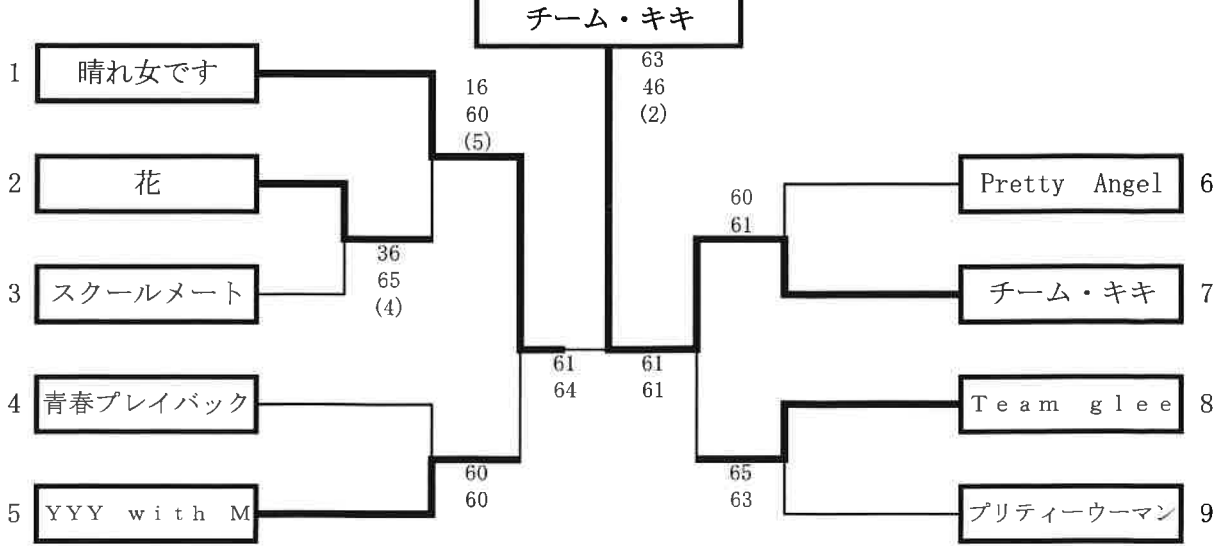 チーム・キキ
63
46
(2)
1 晴れ女です
16
60
(5)
2 花
36
65
(4)
3 スクールメート
4 青春プレイバック
60
60
5 YYY with M
61
64
61
61
60
61
Pretty Angel 6
チーム・キキ 7
Team glee 8
65
63
プリティーウーマン 9